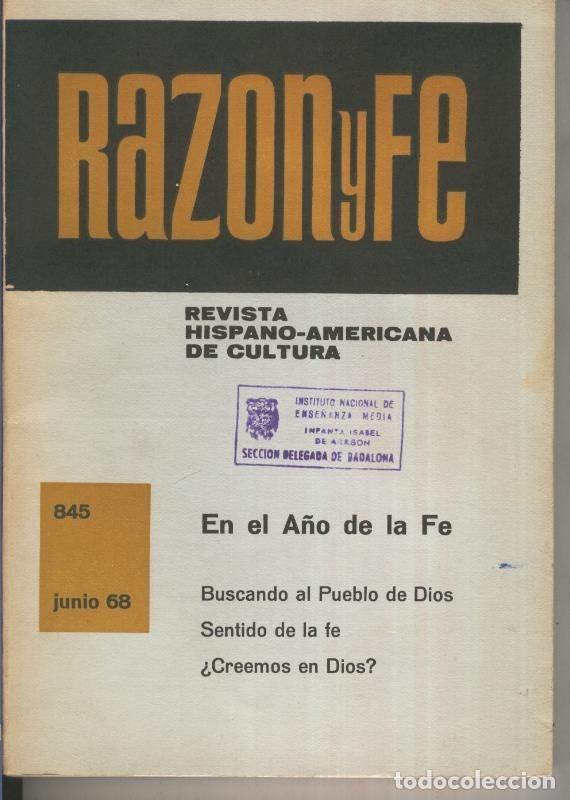 RazonyFe
REVISTA
HISPANO-AMERICANA
DE CULTURA
INSTITUTO NACIONAL DE
ENSEÑANZA MEDIA
INFANTA ISABEL
DE ARAGON
SECCION DELEGADA DE BADALONA
845
junio 68
En el Año de la Fe
Buscando al Pueblo de Dios
Sentido de la fe
¿Creemos en Dios?
todocoleccion